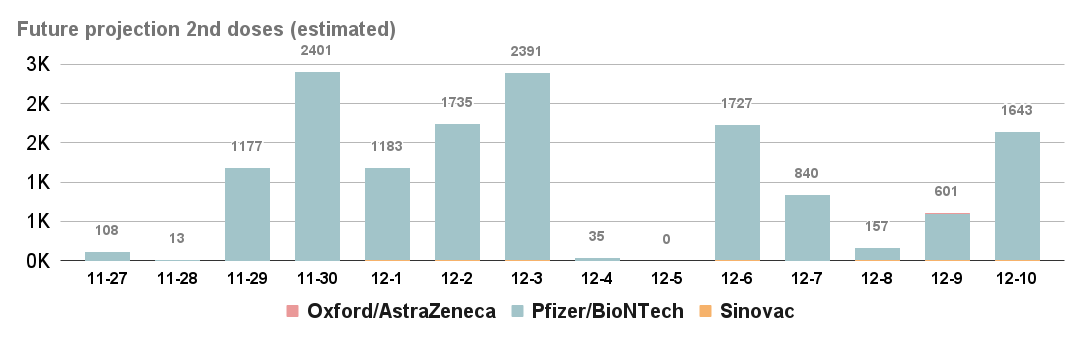 Future projection 2nd doses (estimated)
3K
2K
2K
1K
1K
0K
108
13
1177
2401
1183
1735
2391
35
0
1727
840
157
601
1643
11-27
11-28
11-29
11-30
12-1
12-2
12-3
12-4
12-5
12-6
12-7
12-8
12-9
12-10
Oxford/AstraZeneca
Pfizer/BioNTech
Sinovac